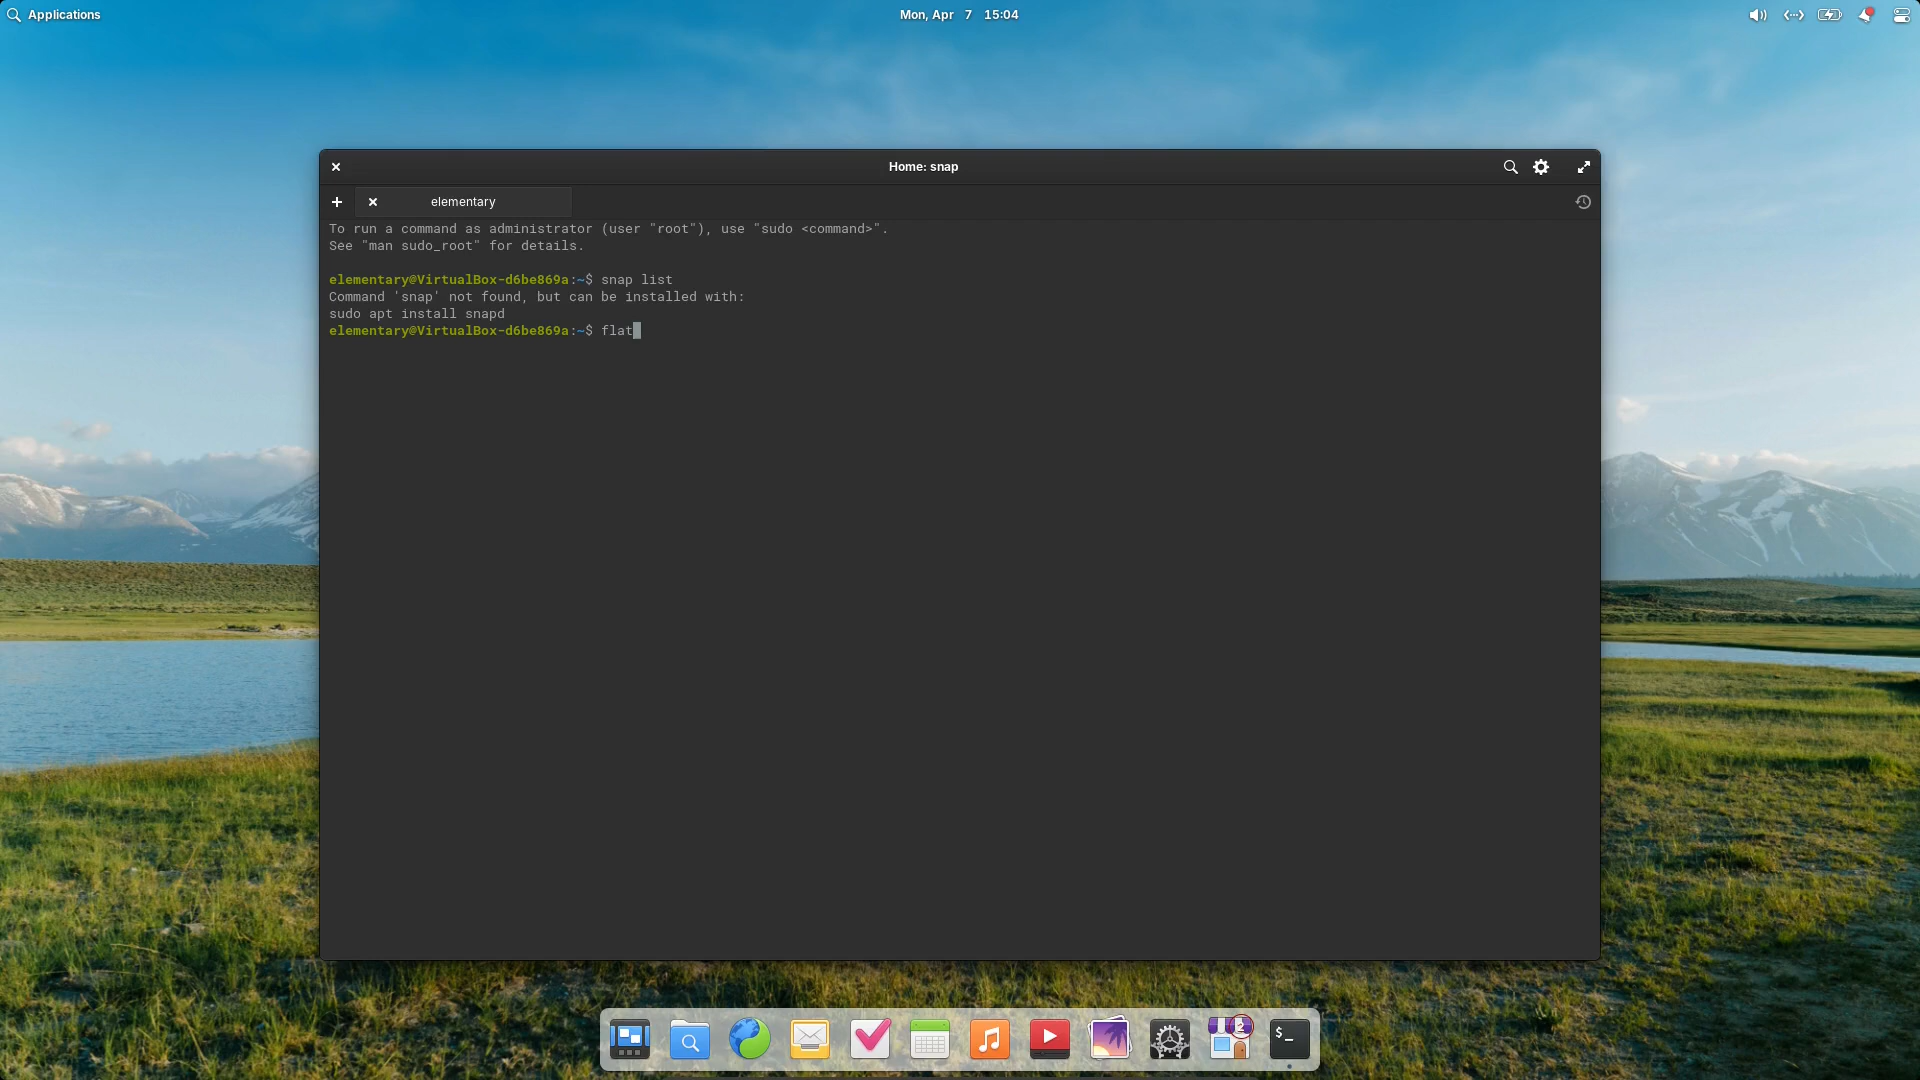 Applications
Mon, Apr 7 15:04
Home: snap
elementary
To run a command as administrator (user "root"), use "sudo <command>".
See "man sudo_root" for details.
elementary@VirtualBox-d6be869a:~$ snap list
Command 'snap' not found, but can be installed with:
sudo apt install snapd
elementary@VirtualBox-d6be869a:~$ flat
2
$ _